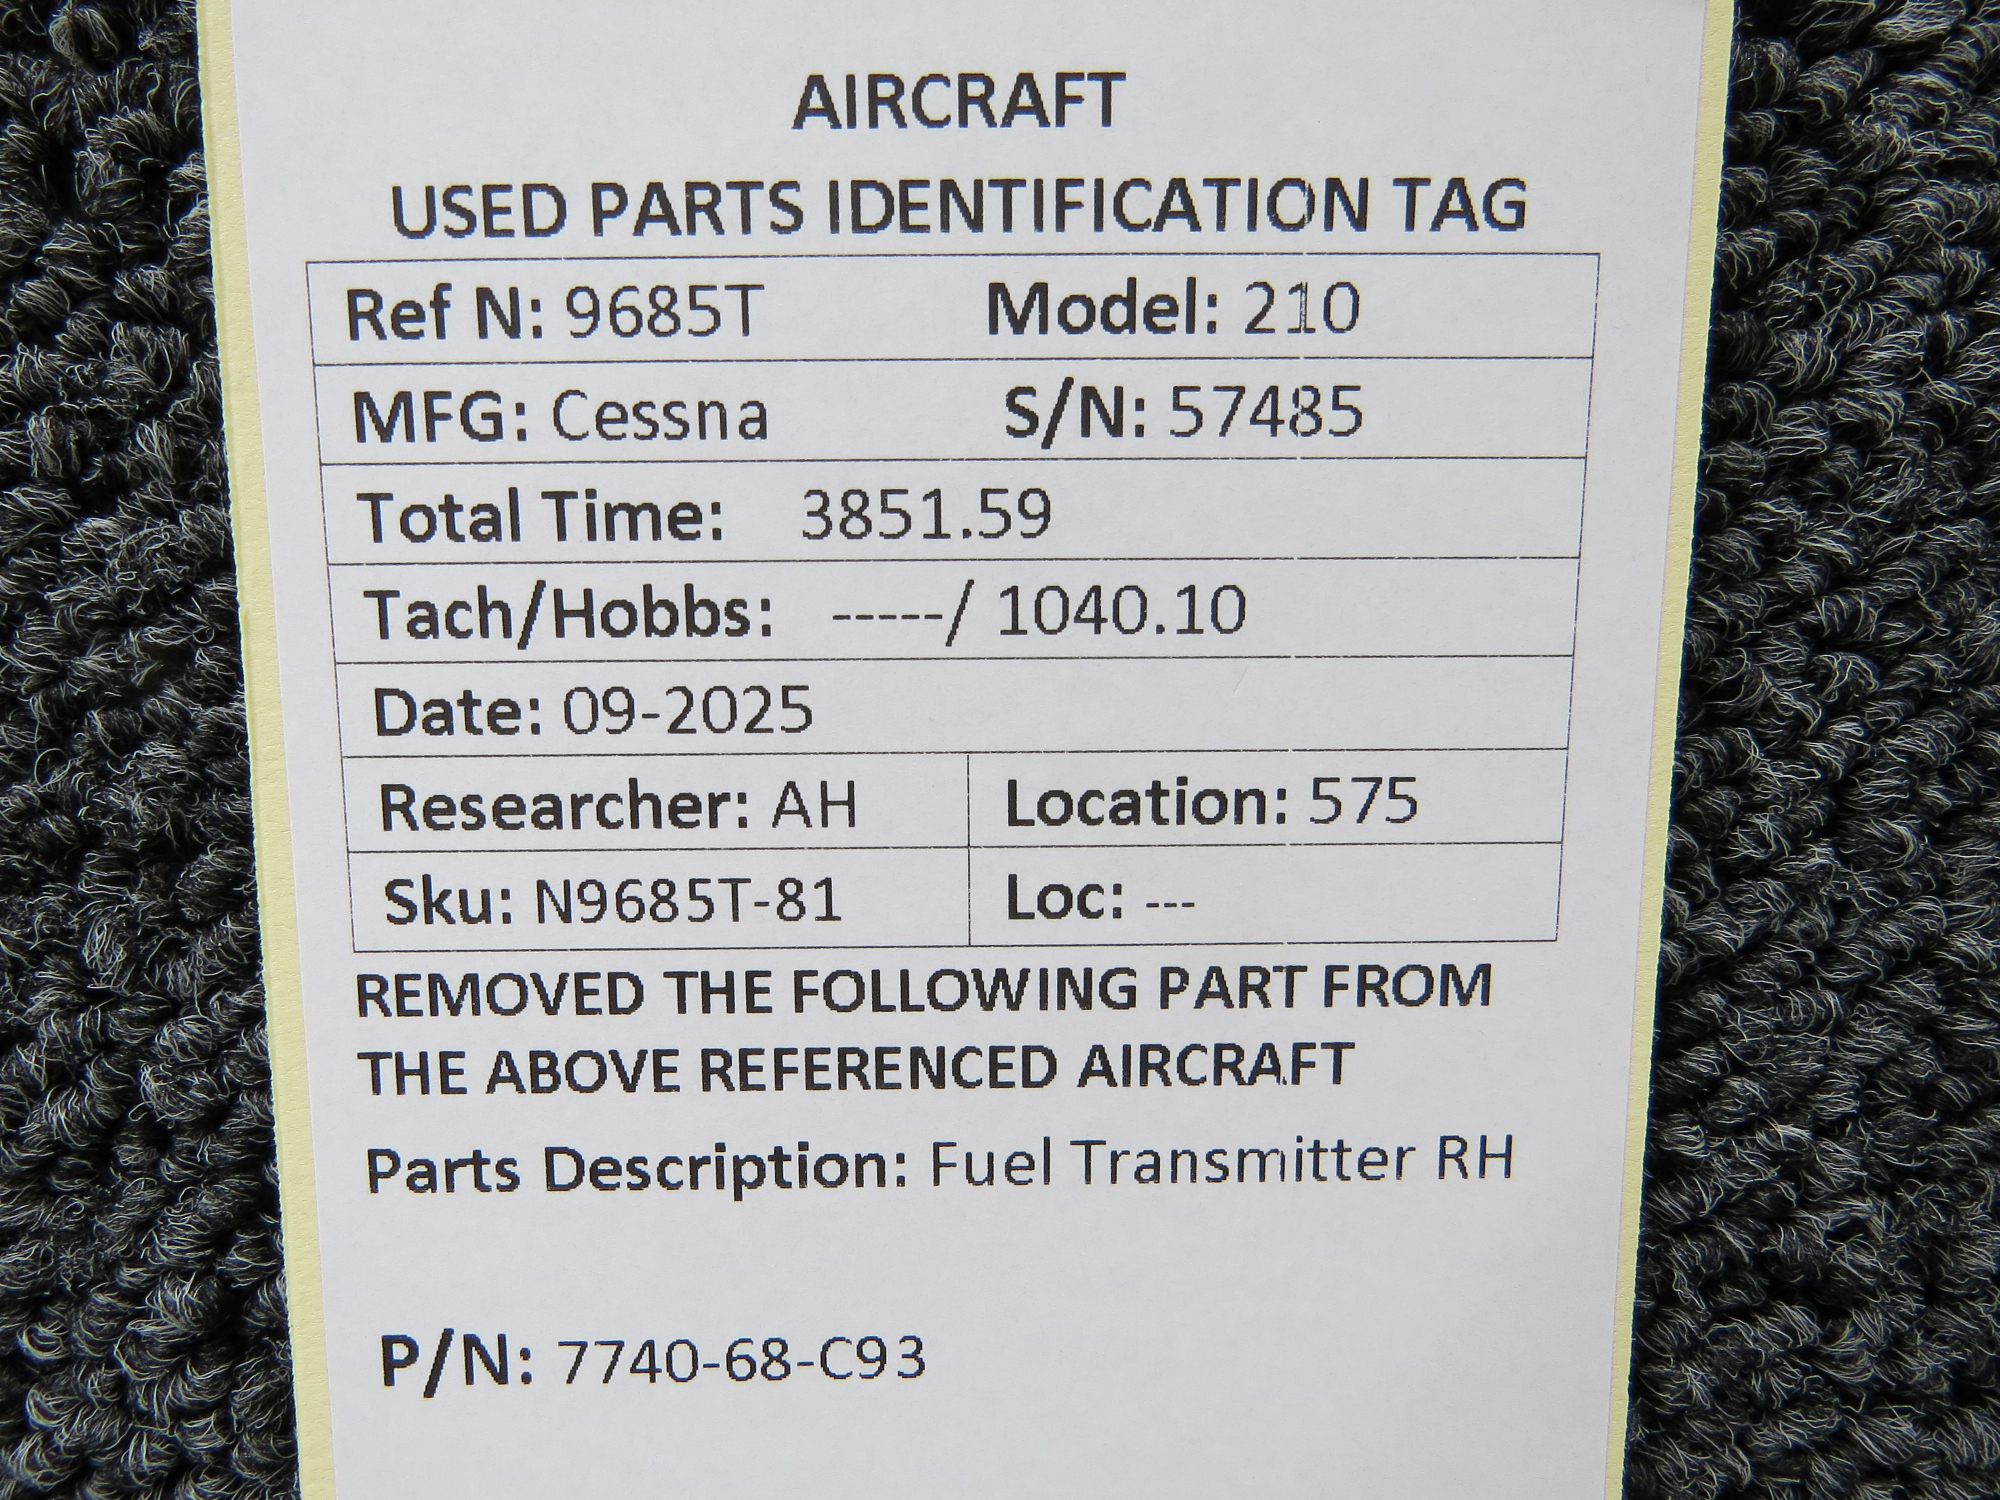 AIRCRAFT
USED PARTS IDENTIFICATION TAG
Ref N: 9685T Model: 210
MFG: Cessna S/N: 57485
Total Time: 3851.59
Tach/Hobbs: -----/ 1040.10
Date: 09-2025
Researcher: AH Location: 575
Sku: N9685T-81 Loc: ---
REMOVED THE FOLLOWING PART FROM
THE ABOVE REFERENCED AIRCRAFT
Parts Description: Fuel Transmitter RH
P/N: 7740-68-C93